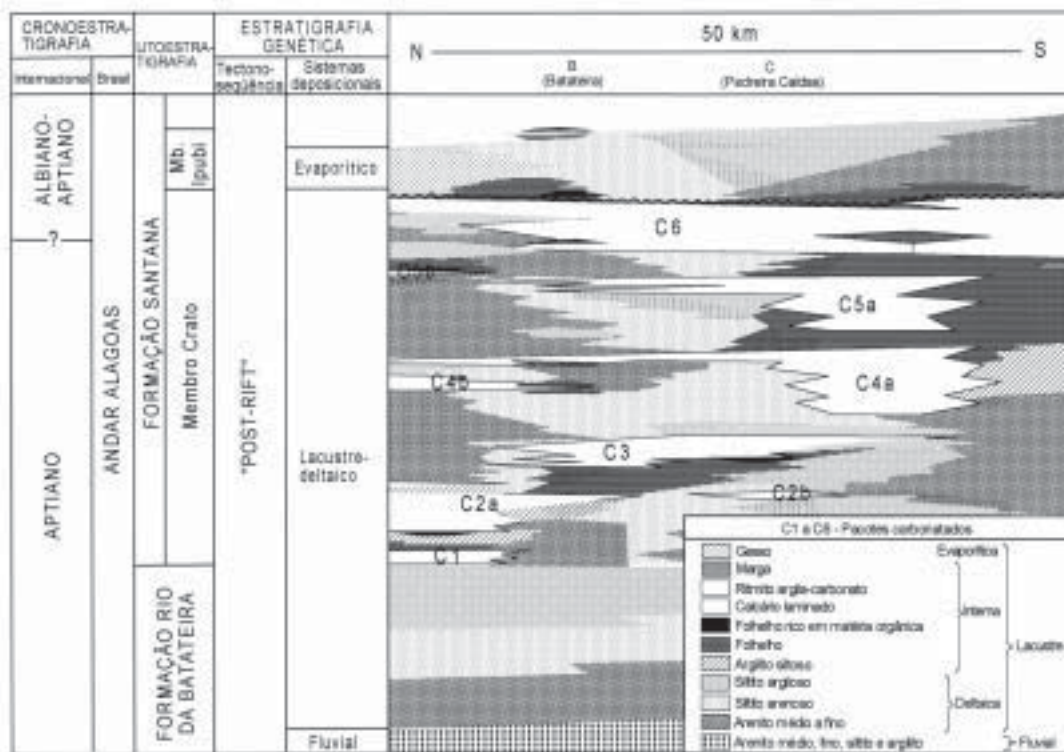 CRONOESTRA-
TIGRAFIA
Internacional
Brasil
LITOESTRA-
TIGRAFIA
ESTRATIGRAFIA
GENÉTICA
Tectono-
seqüência
Sistemas
deposicionais
50 km
N
S
B
(Batateira)
C
(Pedreira Caldas)
ALBIANO-
APTIANO
?
APTIANO
ANDAR ALAGOAS
FORMAÇÃO SANTANA
Mb.
Ipubi
Membro Crato
FORMAÇÃO RIO
DA BATATEIRA
"POST-RIFT"
Evaporítico
Lacustre-
deltaico
Fluvial
C6
C5b
C5a
C4b
C4a
C3
C2a
C2b
C1
C1 a C6 - Pacotes carbonatados
Gesso
Marga
Ritmito argila-carbonato
Calcário laminado
Folhelho rico em matéria orgânica
Folhelho
Argilito siltoso
Siltito argiloso
Siltito arenoso
Arenito médio a fino
Arenito médio, fino, siltito e argilito
Evaporítica
Interna
Deltaica
Lacustre
Fluvial